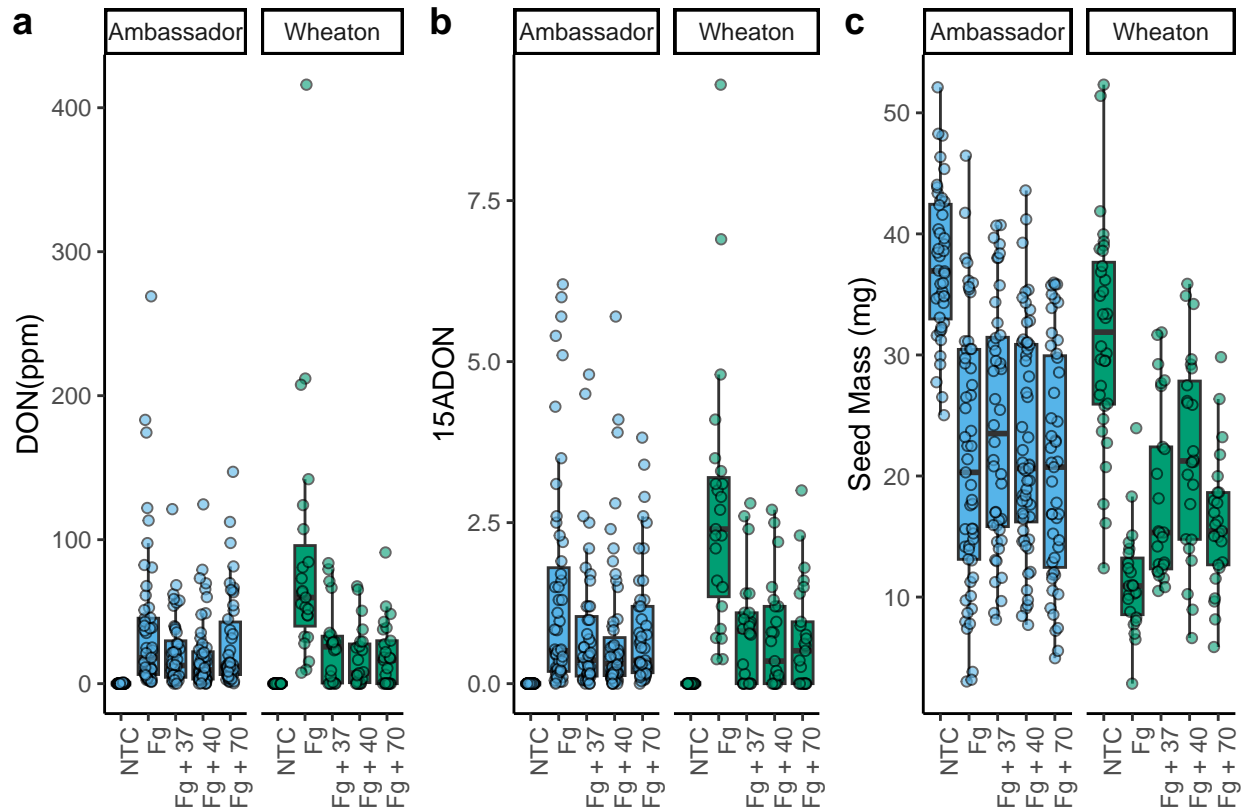 a
Ambassador
Wheaton
DON(ppm)
400
300
200
100
0
NTC
Fg
Fg + 37
Fg + 40
Fg + 70
NTC
Fg
Fg + 37
Fg + 40
Fg + 70
b
Ambassador
Wheaton
15ADON
7.5
5.0
2.5
0.0
NTC
Fg
Fg + 37
Fg + 40
Fg + 70
NTC
Fg
Fg + 37
Fg + 40
Fg + 70
c
Ambassador
Wheaton
Seed Mass (mg)
50
40
30
20
10
NTC
Fg
Fg + 37
Fg + 40
Fg + 70
NTC
Fg
Fg + 37
Fg + 40
Fg + 70